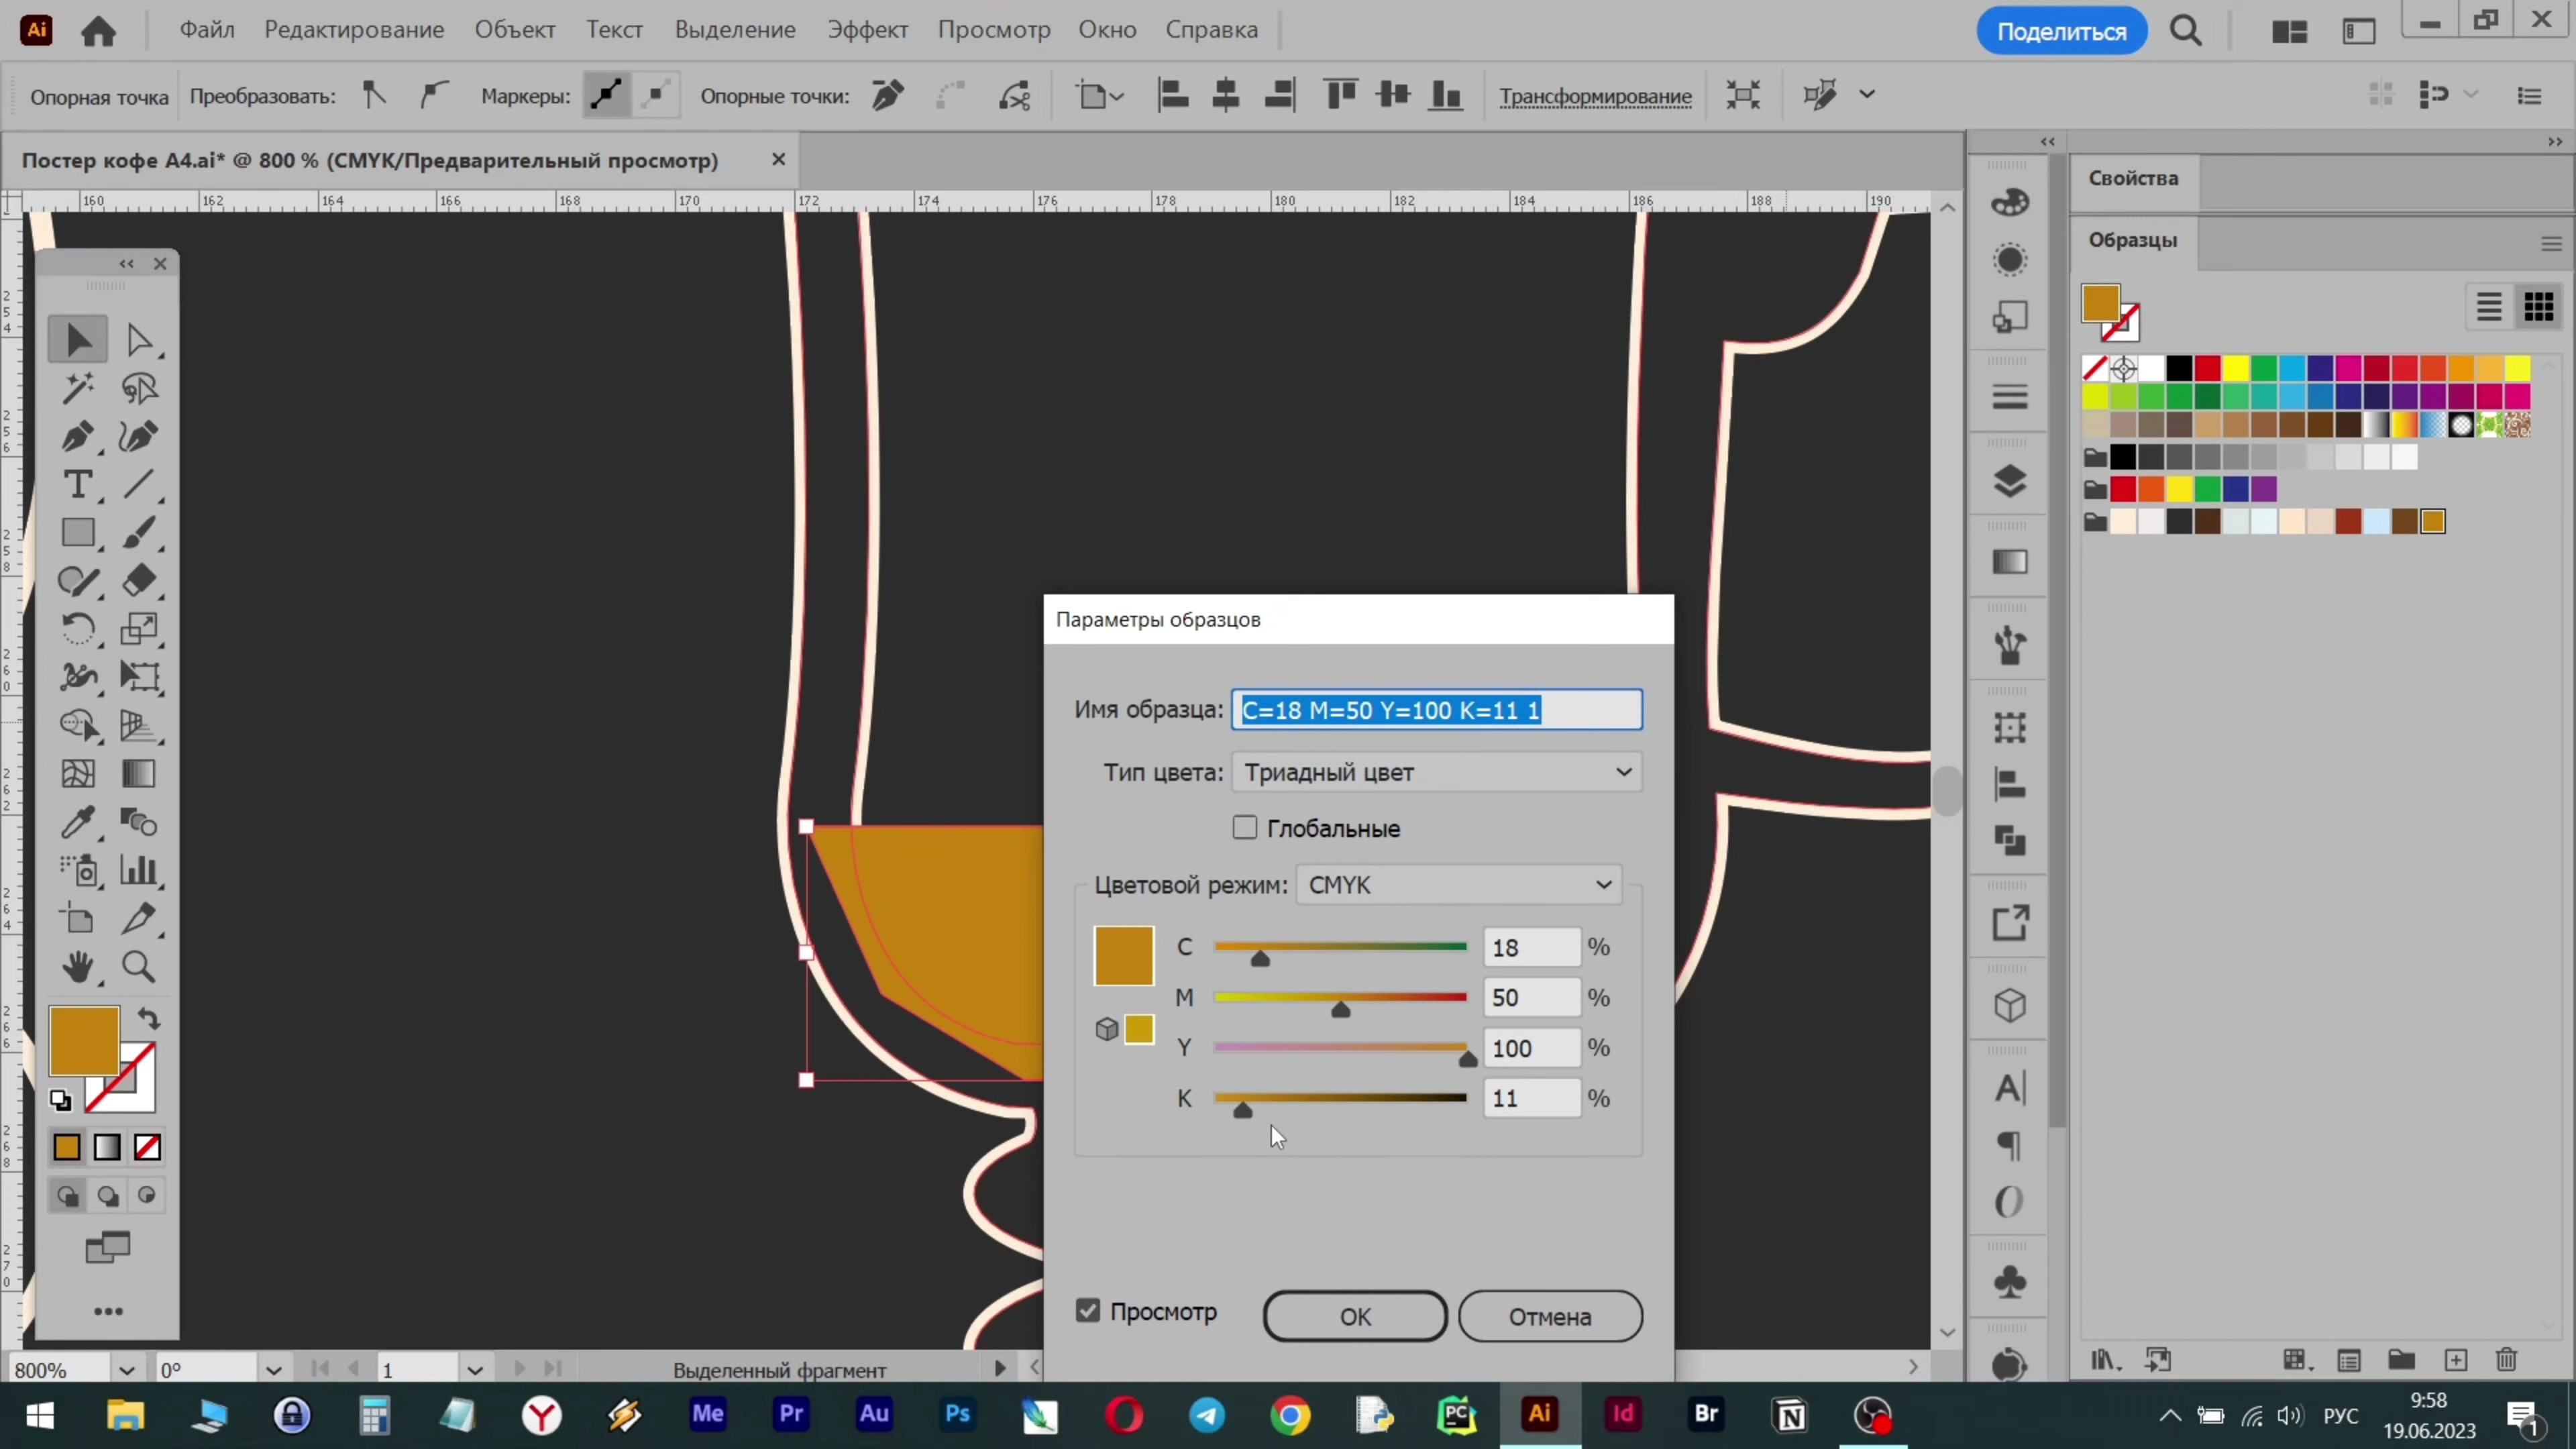 Ai Файл Редактирование Объект Текст Выделение Эффект Просмотр Окно Справка Поделиться
Опорная точка Преобразовать: Маркеры: Опорные точки: Трансформирование
Постер кофе А4.ai* @ 800 % (CMYK/Предварительный просмотр)
160 162 164 166 168 170 172 174 176 178 180 182 184 186 188 190
Свойства
Образцы
Параметры образцов
Имя образца: C=18 M=50 Y=100 K=11 1
Тип цвета: Триадный цвет
Глобальные
Цветовой режим: CMYK
C 18 %
M 50 %
Y 100 %
K 11 %
Просмотр OK Отмена
800% 0° 1 Выделенный фрагмент
Me Pr Au Ps PC Ai Id Br РУС 9:58
19.06.2023 1